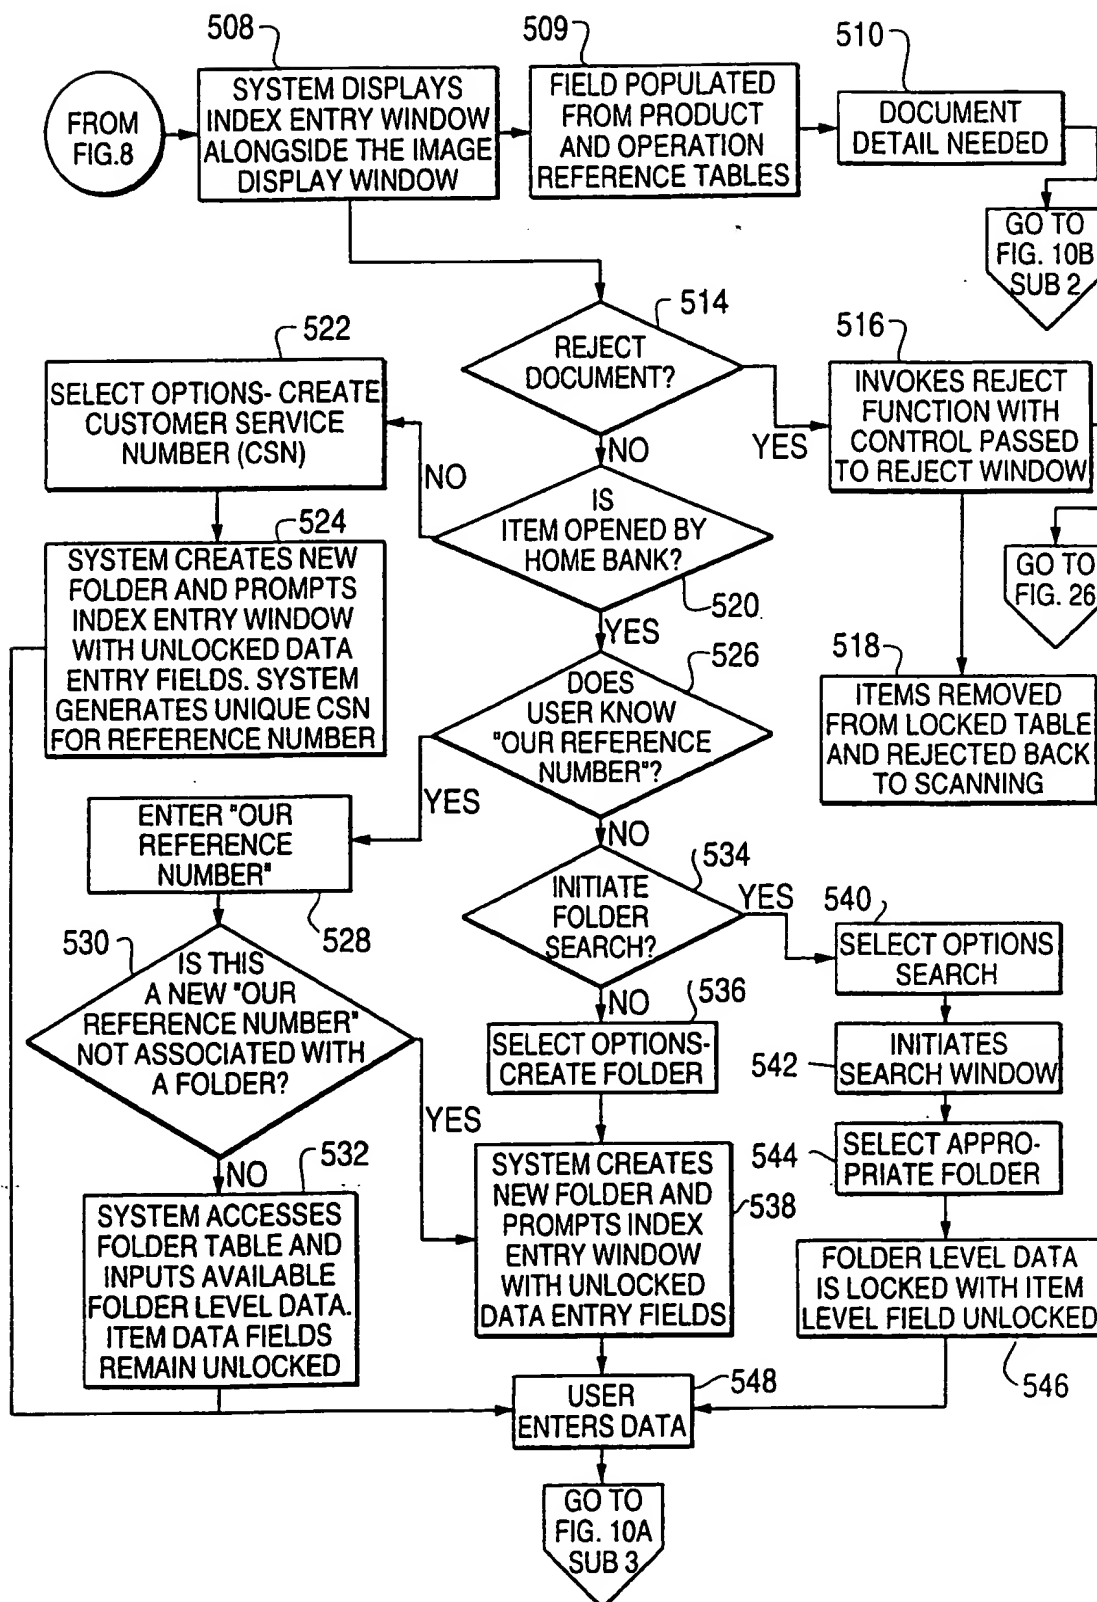 508
509
510
FROM
FIG.8
SYSTEM DISPLAYS
INDEX ENTRY WINDOW
ALONGSIDE THE IMAGE
DISPLAY WINDOW
FIELD POPULATED
FROM PRODUCT
AND OPERATION
REFERENCE TABLES
DOCUMENT
DETAIL NEEDED
GO TO
FIG. 10B
SUB 2
514
REJECT
DOCUMENT?
YES
NO
516
INVOKES REJECT
FUNCTION WITH
CONTROL PASSED
TO REJECT WINDOW
GO TO
FIG. 26
518
ITEMS REMOVED
FROM LOCKED TABLE
AND REJECTED BACK
TO SCANNING
522
SELECT OPTIONS- CREATE
CUSTOMER SERVICE
NUMBER (CSN)
NO
IS
ITEM OPENED BY
HOME BANK?
520
YES
524
SYSTEM CREATES NEW
FOLDER AND PROMPTS
INDEX ENTRY WINDOW
WITH UNLOCKED DATA
ENTRY FIELDS. SYSTEM
GENERATES UNIQUE CSN
FOR REFERENCE NUMBER
526
DOES
USER KNOW
"OUR REFERENCE
NUMBER"?
YES
NO
ENTER "OUR
REFERENCE
NUMBER"
528
534
INITIATE
FOLDER
SEARCH?
YES
NO
530
IS THIS
A NEW "OUR
REFERENCE NUMBER"
NOT ASSOCIATED WITH
A FOLDER?
YES
NO
536
SELECT OPTIONS-
CREATE FOLDER
540
SELECT OPTIONS
SEARCH
542
INITIATES
SEARCH WINDOW
544
SELECT APPRO-
PRIATE FOLDER
532
SYSTEM ACCESSES
FOLDER TABLE AND
INPUTS AVAILABLE
FOLDER LEVEL DATA.
ITEM DATA FIELDS
REMAIN UNLOCKED
SYSTEM CREATES
NEW FOLDER AND
PROMPTS INDEX
ENTRY WINDOW
WITH UNLOCKED
DATA ENTRY FIELDS
538
FOLDER LEVEL DATA
IS LOCKED WITH ITEM
LEVEL FIELD UNLOCKED
546
548
USER
ENTERS DATA
GO TO
FIG. 10A
SUB 3